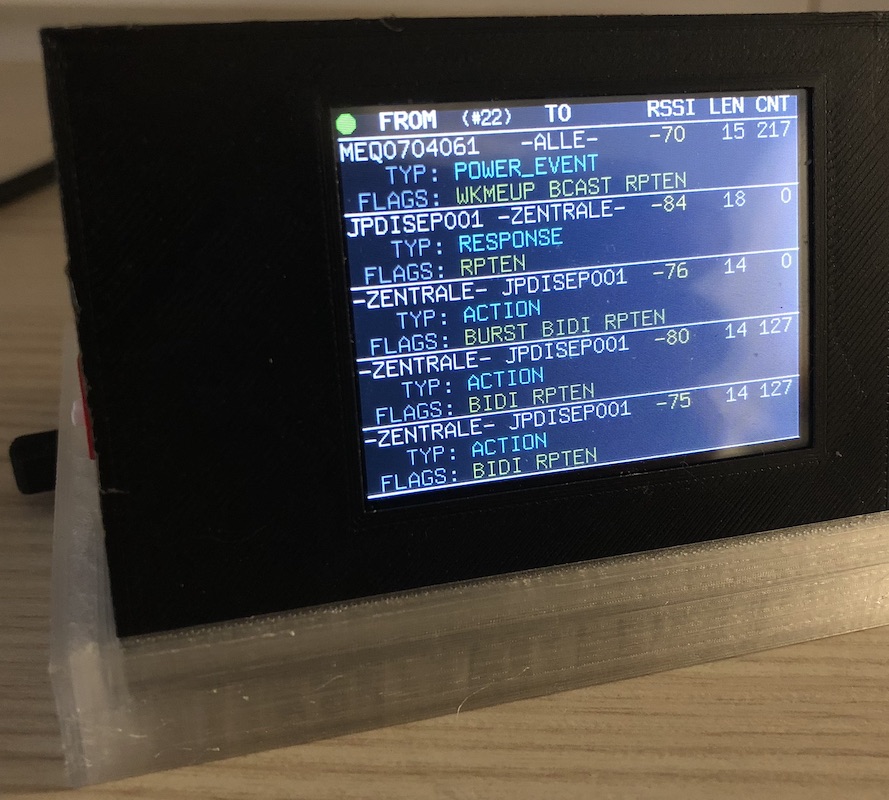 FROM (#22) TO RSSI LEN CNT
MEQ0704061 -ALLE- -70 15 217
TYP: POWER_EVENT
FLAGS: WKMEUP BCAST RPTEN
JPDISEP001 -ZENTRALE- -84 18 0
TYP: RESPONSE
FLAGS: RPTEN
-ZENTRALE- JPDISEP001 -76 14 0
TYP: ACTION
FLAGS: BURST BIDI RPTEN
-ZENTRALE- JPDISEP001 -80 14 127
TYP: ACTION
FLAGS: BIDI RPTEN
-ZENTRALE- JPDISEP001 -75 14 127
TYP: ACTION
FLAGS: BIDI RPTEN